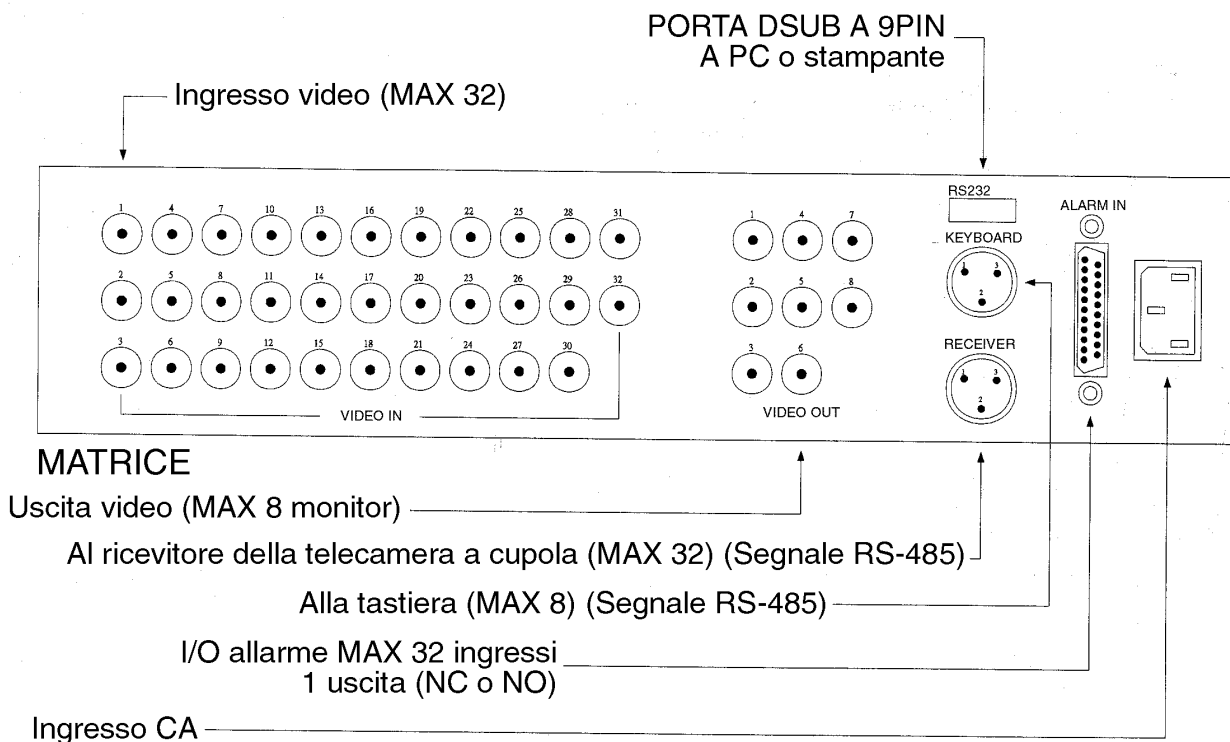 PORTA DSUB A 9PIN
A PC o stampante
Ingresso video (MAX 32)
RS232
ALARM IN
1 4 7 10 13 16 19 22 25 28 31
1 4 7
KEYBOARD
1 3
2
2 5 8 11 14 17 20 23 26 29 32
2 5 8
RECEIVER
1 3
2
3 6 9 12 15 18 21 24 27 30
3 6
VIDEO IN
VIDEO OUT
MATRICE
Uscita video (MAX 8 monitor)
Al ricevitore della telecamera a cupola (MAX 32) (Segnale RS-485)
Alla tastiera (MAX 8) (Segnale RS-485)
I/O allarme MAX 32 ingressi
1 uscita (NC o NO)
Ingresso CA